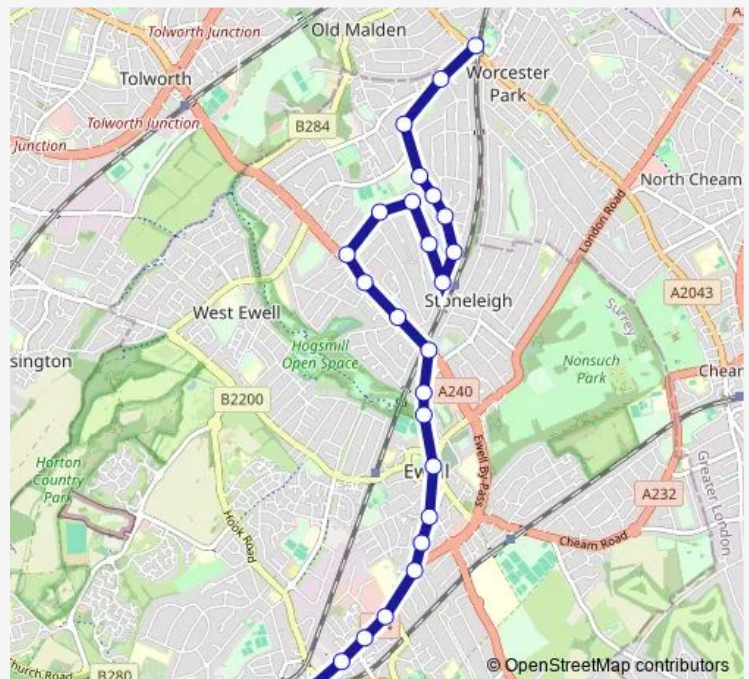 Tolworth Junction
Old Malden
A
Tolworth
Worcester
Park
Tolworth Junction
B284
Junction
North Cheam
London Road
A2043
Stoneleigh
West Ewell
Surrey
Hogsmill
Open Space
Nonsuch
Park
sington
Chear
B2200
A240
Ewell
Ewell By-Pass
Horton
Country
Park
Hook Road
A232
Greater London
Cheam Road
Church Road
B280
© OpenStreetMap contributors